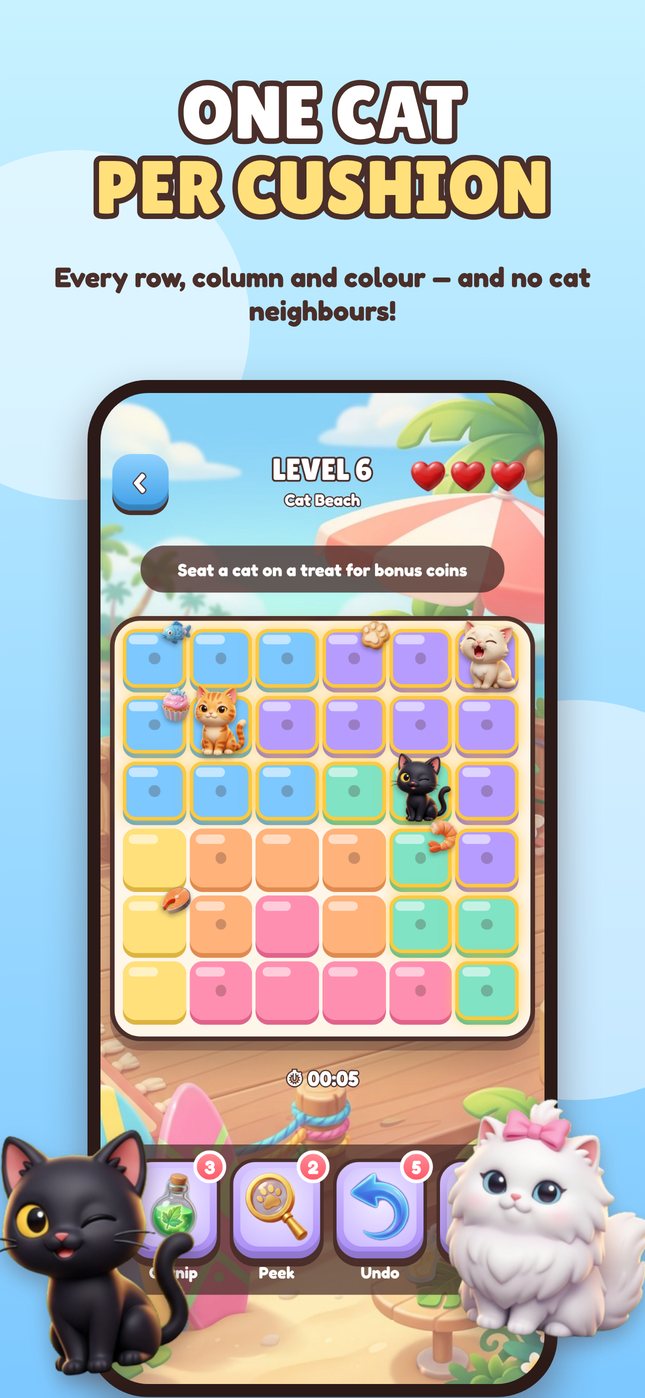 ONE CAT
PER CUSHION
Every row, column and colour — and no cat
neighbours!
LEVEL 6
Cat Beach
Seat a cat on a treat for bonus coins
00:05
3
2
5
Peek
Undo